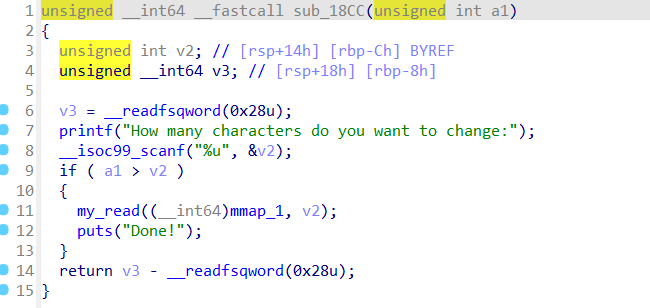 1 unsigned __int64 __fastcall sub_18CC(unsigned int a1)
2 {
3   unsigned int v2; // [rsp+14h] [rbp-Ch] BYREF
4   unsigned __int64 v3; // [rsp+18h] [rbp-8h]
5
6   v3 = __readfsqword(0x28u);
7   printf("How many characters do you want to change:");
8   __isoc99_scanf("%u", &v2);
9   if ( a1 > v2 )
10   {
11     my_read((__int64)mmap_1, v2);
12     puts("Done!");
13   }
14   return v3 - __readfsqword(0x28u);
15 }